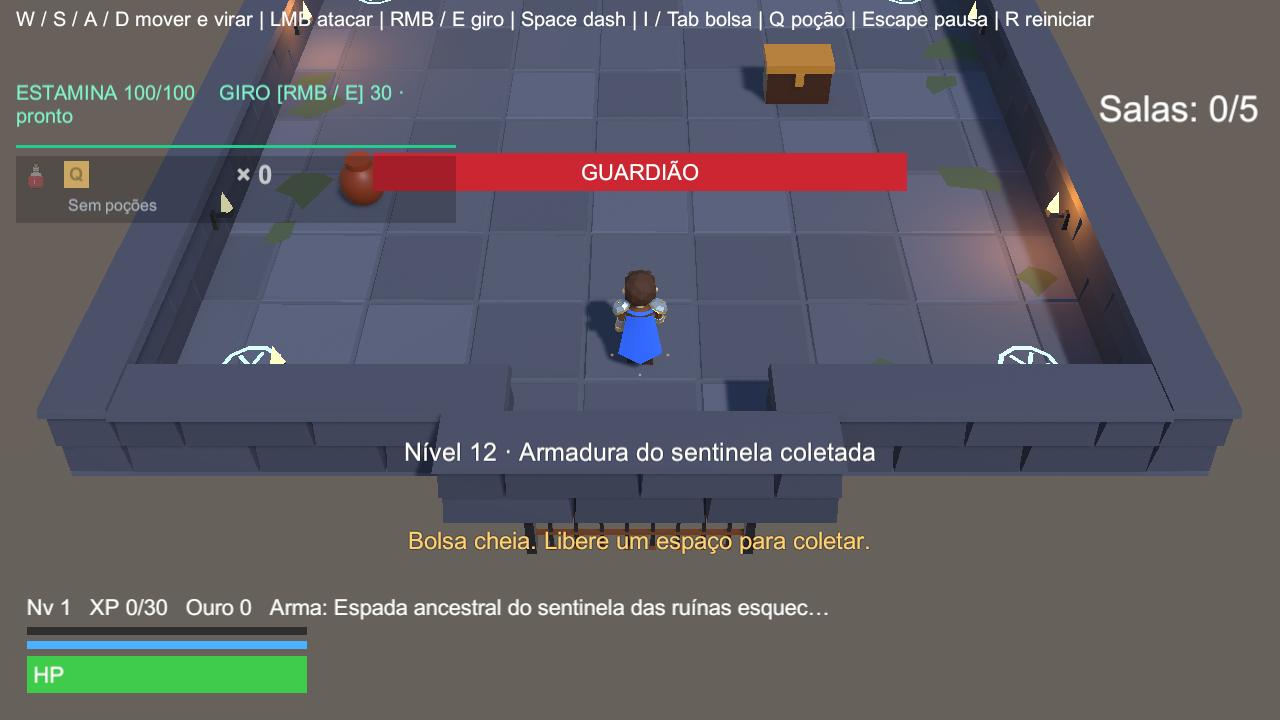 W / S / A / D mover e virar | LMB atacar | RMB / E giro | Space dash | I / Tab bolsa | Q poção | Escape pausa | R reiniciar
ESTAMINA 100/100 GIRO [RMB / E] 30 ·
pronto
Salas: 0/5
Q × 0
Sem poções
GUARDIÃO
Nível 12 · Armadura do sentinela coletada
Bolsa cheia. Libere um espaço para coletar.
Nv 1 XP 0/30 Ouro 0 Arma: Espada ancestral do sentinela das ruínas esquec…
HP